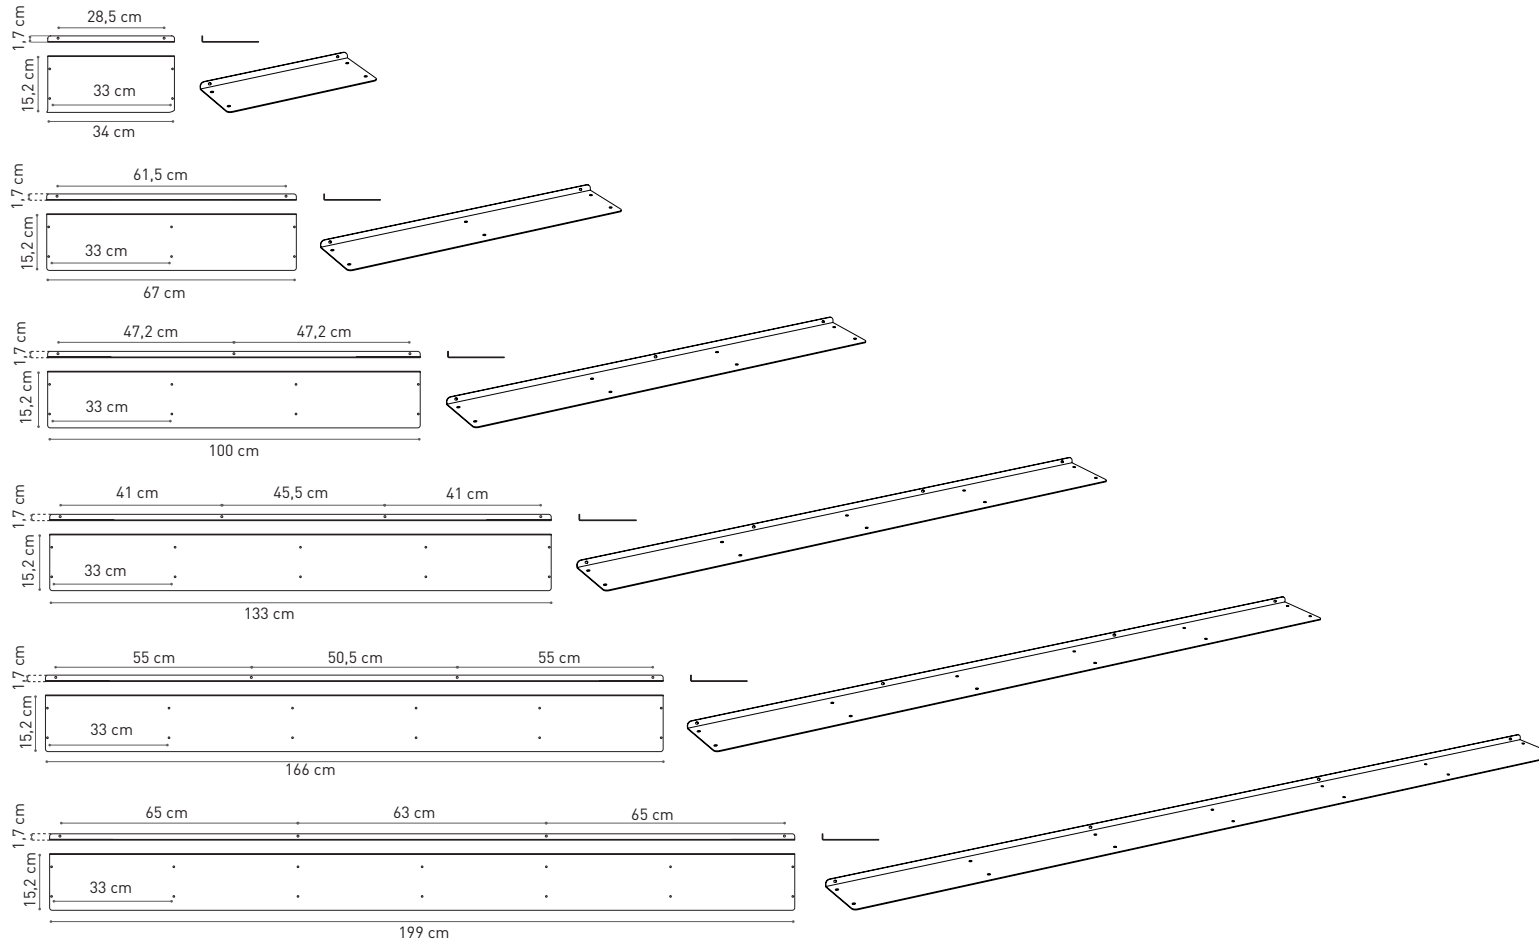 28,5 cm
1,7 cm
15,2 cm
33 cm
34 cm
61,5 cm
1,7 cm
15,2 cm
33 cm
67 cm
47,2 cm 47,2 cm
1,7 cm
15,2 cm
33 cm
100 cm
41 cm 45,5 cm 41 cm
1,7 cm
15,2 cm
33 cm
133 cm
55 cm 50,5 cm 55 cm
1,7 cm
15,2 cm
33 cm
166 cm
65 cm 63 cm 65 cm
1,7 cm
15,2 cm
33 cm
199 cm